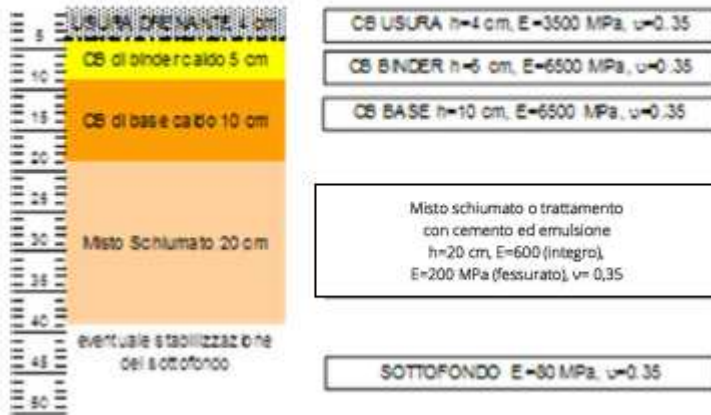 USURA DRENANTE 4 cm
CB di binder caldo 5 cm
CB di base caldo 10 cm
Misto Schiumato 20 cm
eventuale stabilizzazione
del sottofondo
5
10
15
20
25
30
35
40
45
50
CB USURA h=4 cm, E=3500 MPa, υ=0.35
CB BINDER h=6 cm, E=6500 MPa, υ=0.35
CB BASE h=10 cm, E=6500 MPa, υ=0.35
Misto schiumato o trattamento
con cemento ed emulsione
h=20 cm, E=600 (integro),
E=200 MPa (fessurato), ν= 0,35
SOTTOFONDO E=80 MPa, υ=0.35